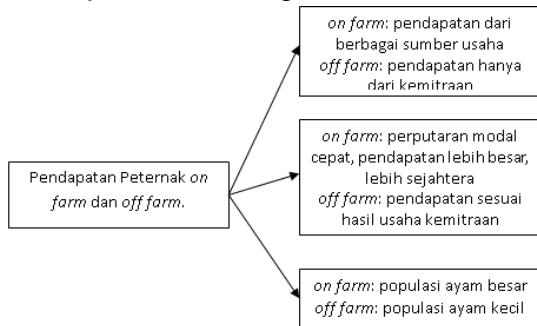 Pendapatan Peternak on
farm dan off farm.
on farm: pendapatan dari
berbagai sumber usaha
off farm: pendapatan hanya
dari kemitraan
on farm: perputaran modal
cepat, pendapatan lebih besar,
lebih sejahtera
off farm: pendapatan sesuai
hasil usaha kemitraan
on farm: populasi ayam besar
off farm: populasi ayam kecil